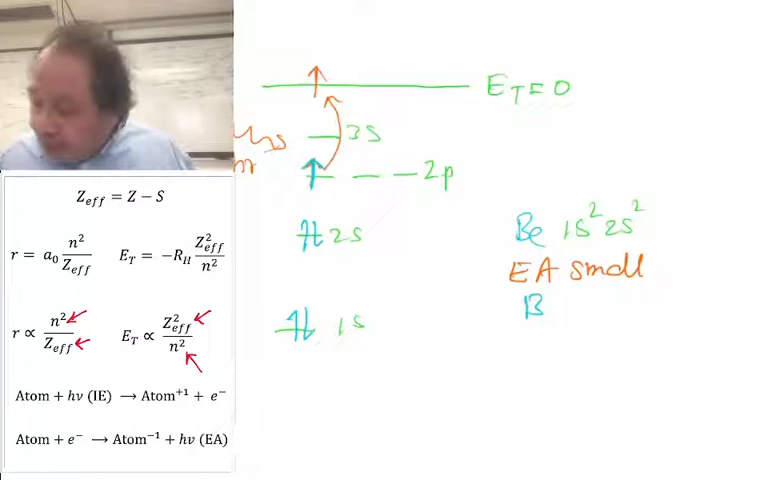 Z_eff = Z − S
r = a₀ n²/Z_eff E_T = −R_H Z²_eff/n²
r ∝ n²/Z_eff E_T ∝ Z²_eff/n²
Atom + hν (IE) ⟶ Atom⁺¹ + e⁻
Atom + e⁻ ⟶ Atom⁻¹ + hν (EA)
E_T = 0
3s
2p
2s
1s
Be 1s² 2s²
EA small
B